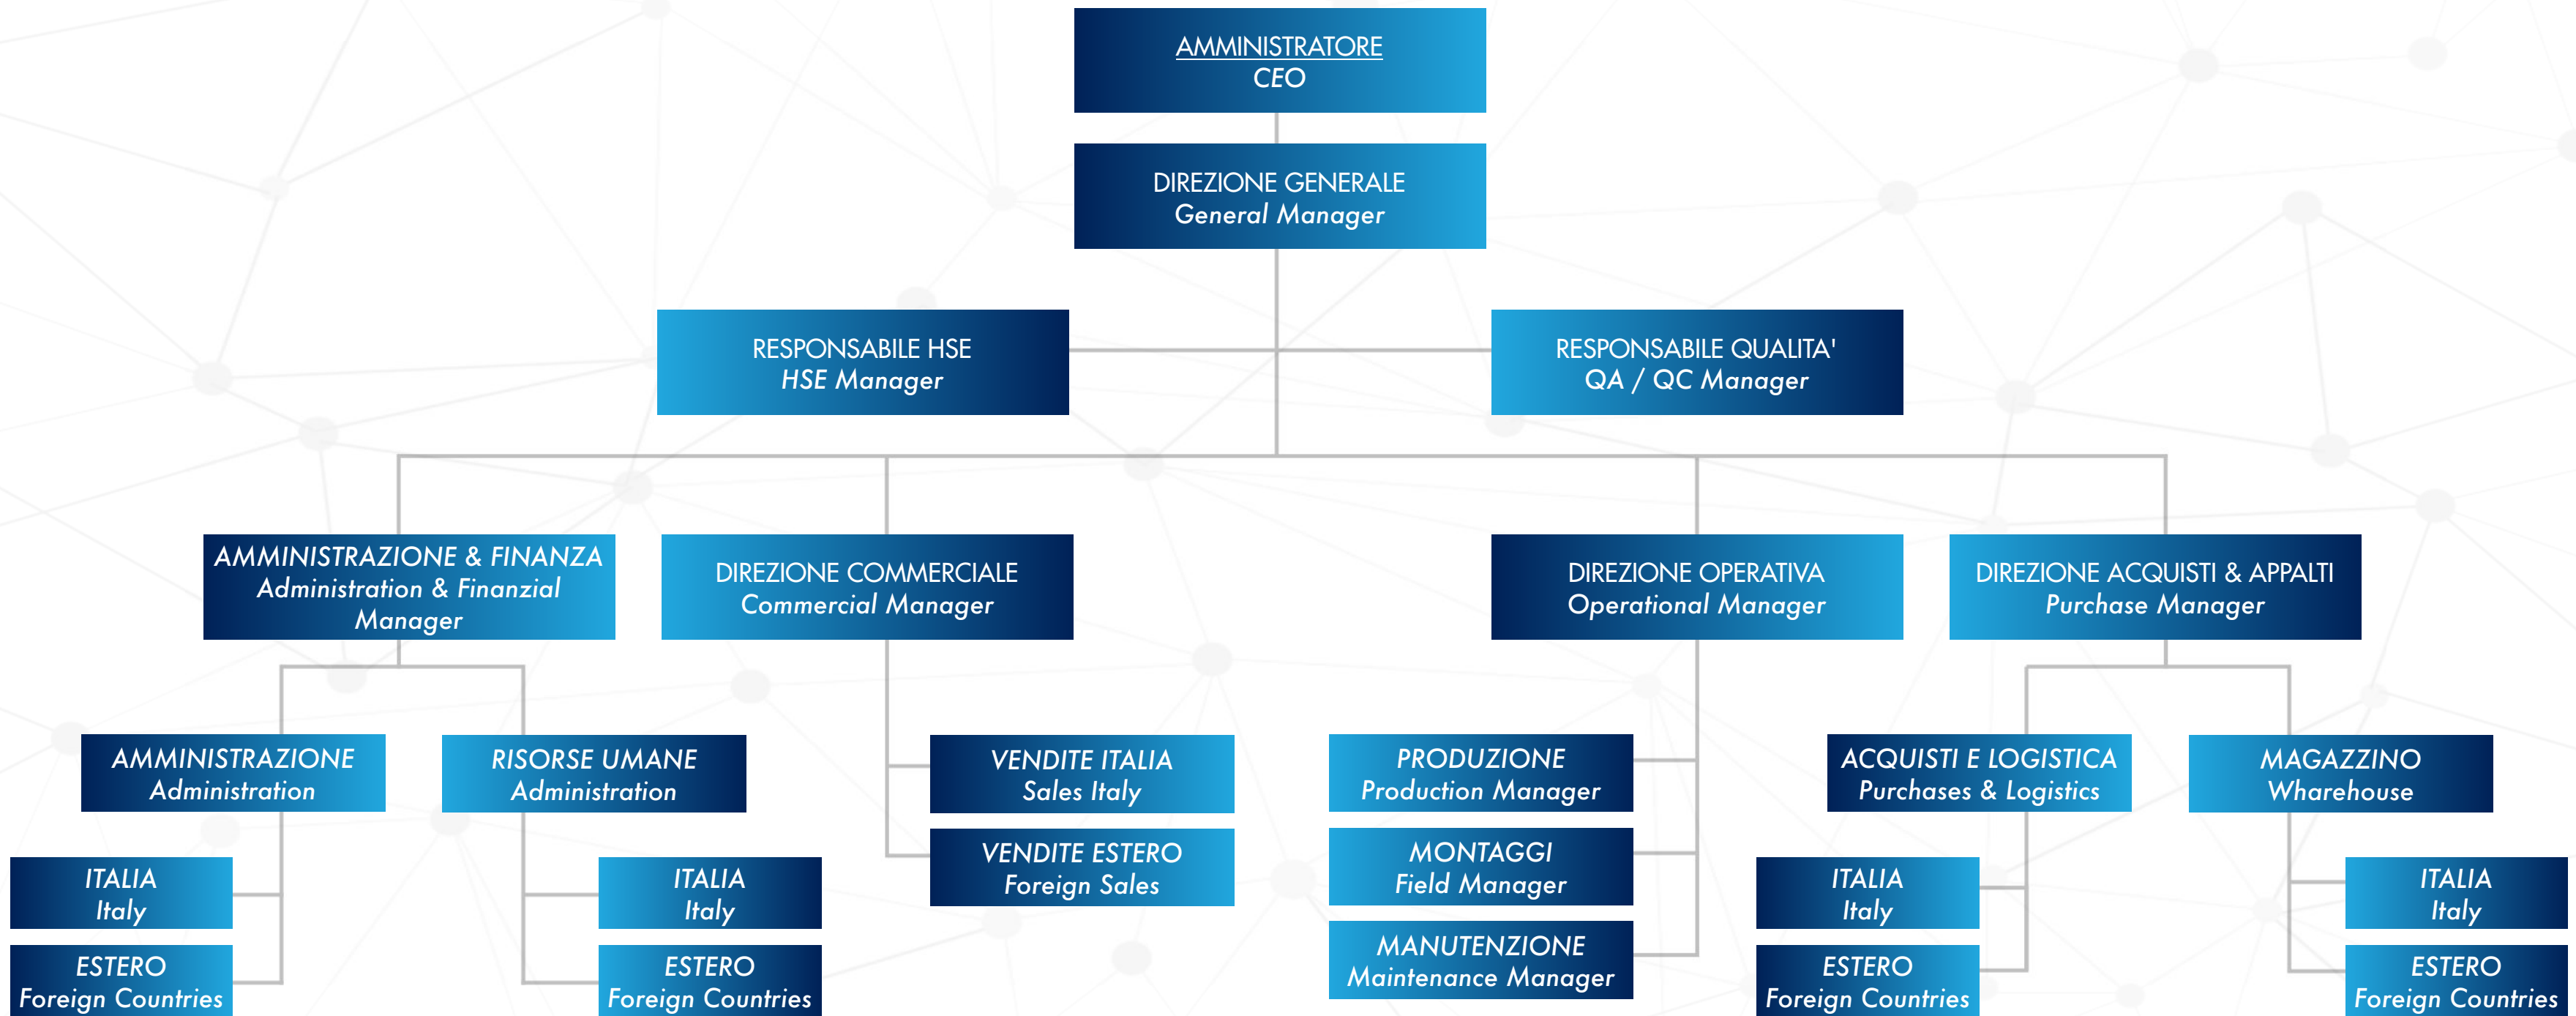 AMMINISTRATORE
CEO
DIREZIONE GENERALE
General Manager
RESPONSABILE HSE
HSE Manager
RESPONSABILE QUALITA'
QA / QC Manager
AMMINISTRAZIONE & FINANZA
Administration & Finanzial
Manager
DIREZIONE COMMERCIALE
Commercial Manager
DIREZIONE OPERATIVA
Operational Manager
DIREZIONE ACQUISTI & APPALTI
Purchase Manager
AMMINISTRAZIONE
Administration
RISORSE UMANE
Administration
VENDITE ITALIA
Sales Italy
PRODUZIONE
Production Manager
ACQUISTI E LOGISTICA
Purchases & Logistics
MAGAZZINO
Wharehouse
VENDITE ESTERO
Foreign Sales
MONTAGGI
Field Manager
ITALIA
Italy
ITALIA
Italy
ITALIA
Italy
ITALIA
Italy
MANUTENZIONE
Maintenance Manager
ESTERO
Foreign Countries
ESTERO
Foreign Countries
ESTERO
Foreign Countries
ESTERO
Foreign Countries